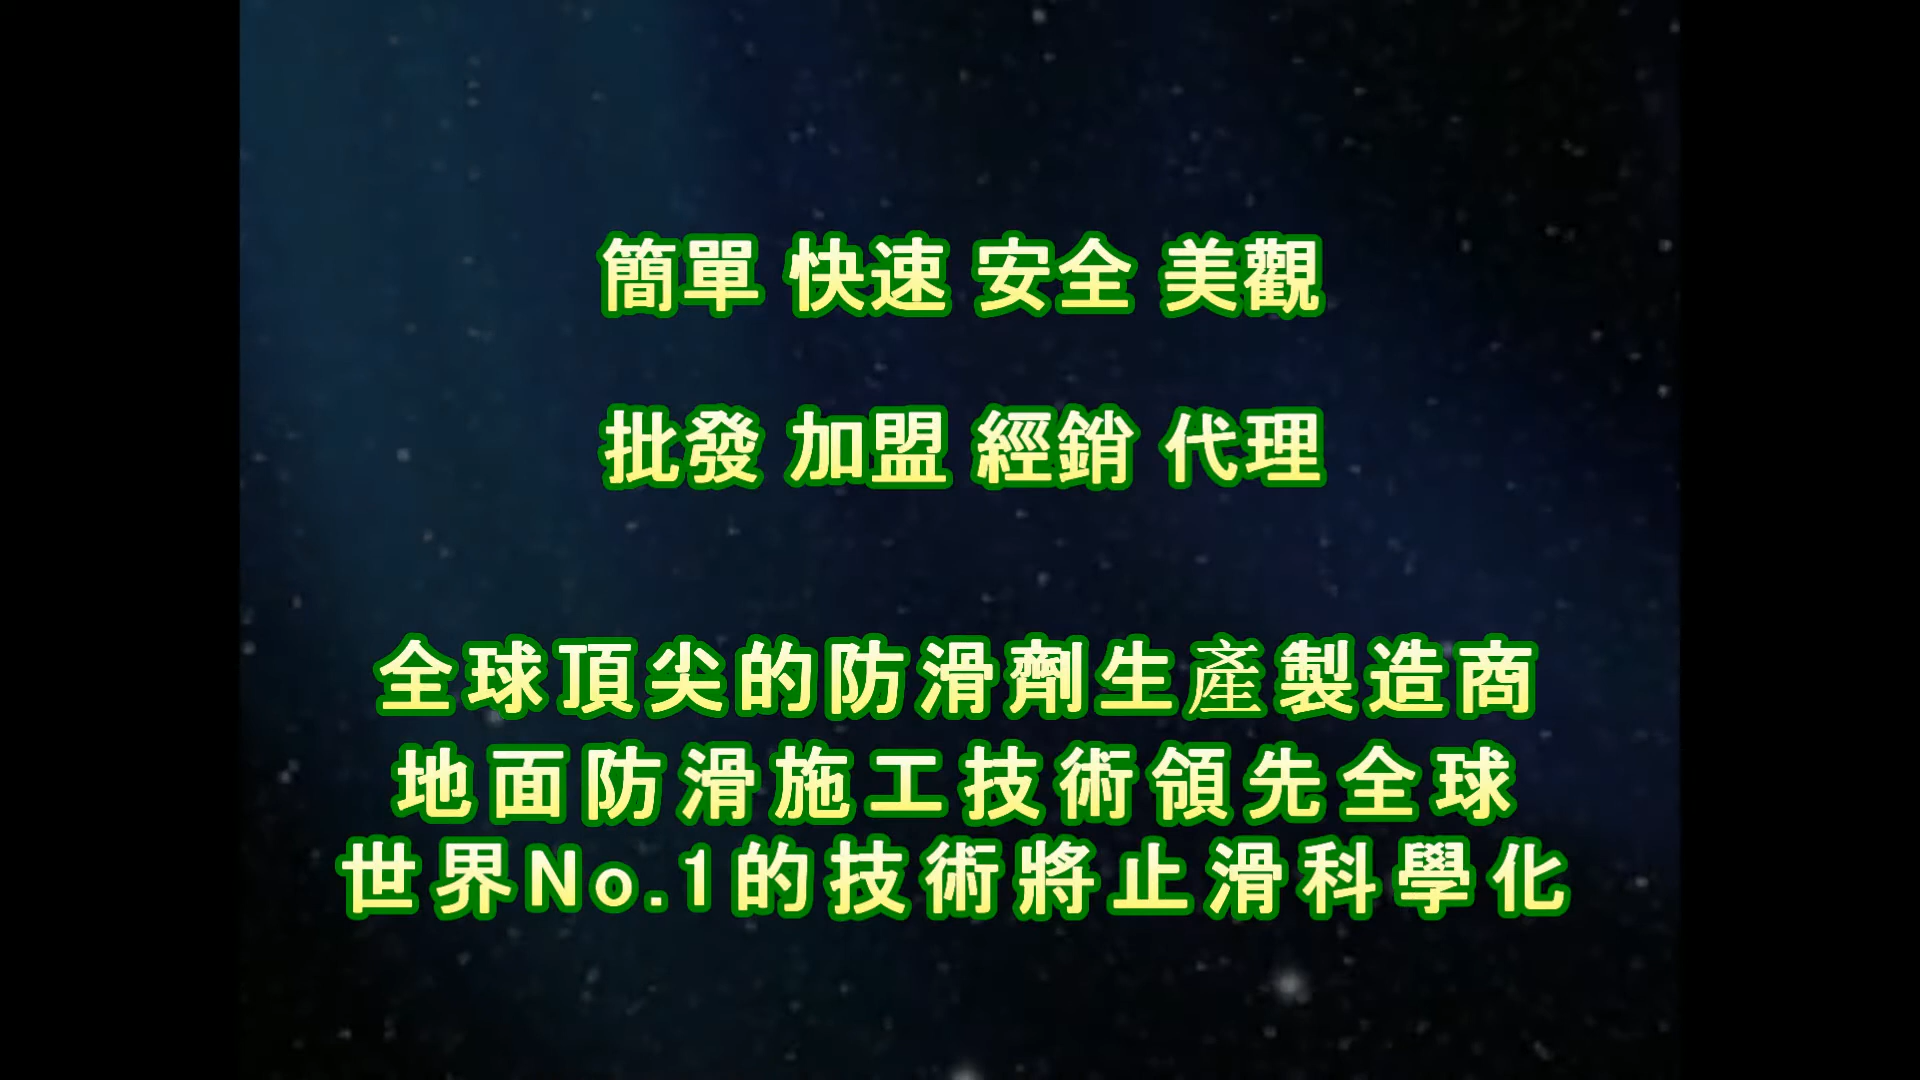 簡單 快速 安全 美觀
批發 加盟 經銷 代理
全球頂尖的防滑劑生產製造商
地面防滑施工技術領先全球
世界No.1的技術將止滑科學化